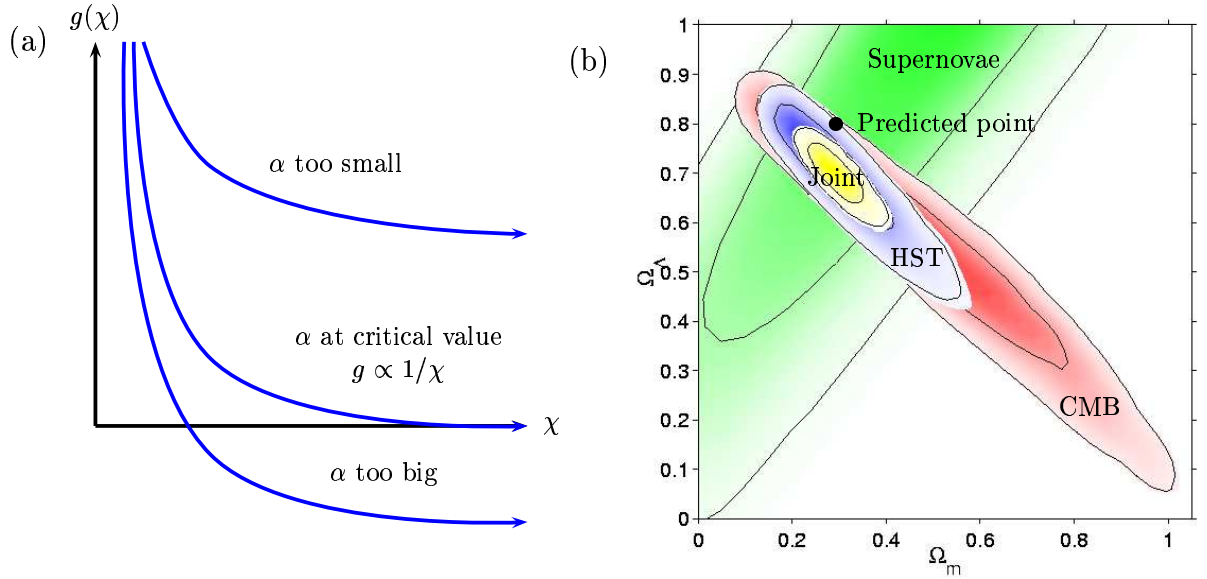 (a)
g(χ)
α too small
α at critical value
g ∝ 1/χ
χ
α too big
(b)
1
0.9
0.8
0.7
0.6
0.5
0.4
0.3
0.2
0.1
0
Ω_Λ
Supernovae
Predicted point
Joint
HST
CMB
0 0.2 0.4 0.6 0.8 1
Ω_m